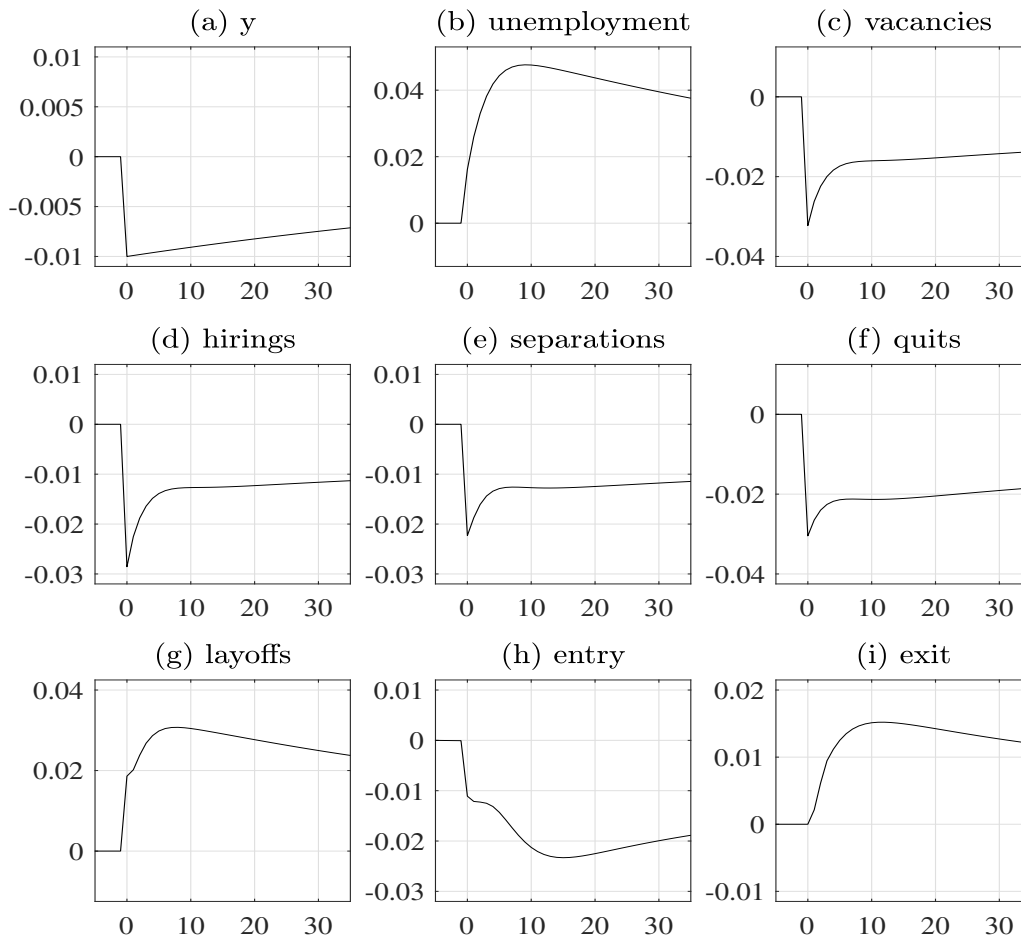 (a) y
(b) unemployment
(c) vacancies
0.01
0.005
0
-0.005
-0.01
0 10 20 30
0.04
0.02
0
0 10 20 30
0
-0.02
-0.04
0 10 20 30
(d) hirings
(e) separations
(f) quits
0.01
0
-0.01
-0.02
-0.03
0 10 20 30
0.01
0
-0.01
-0.02
-0.03
0 10 20 30
0
-0.02
-0.04
0 10 20 30
(g) layoffs
(h) entry
(i) exit
0.04
0.02
0
0 10 20 30
0.01
0
-0.01
-0.02
-0.03
0 10 20 30
0.02
0.01
0
-0.01
0 10 20 30